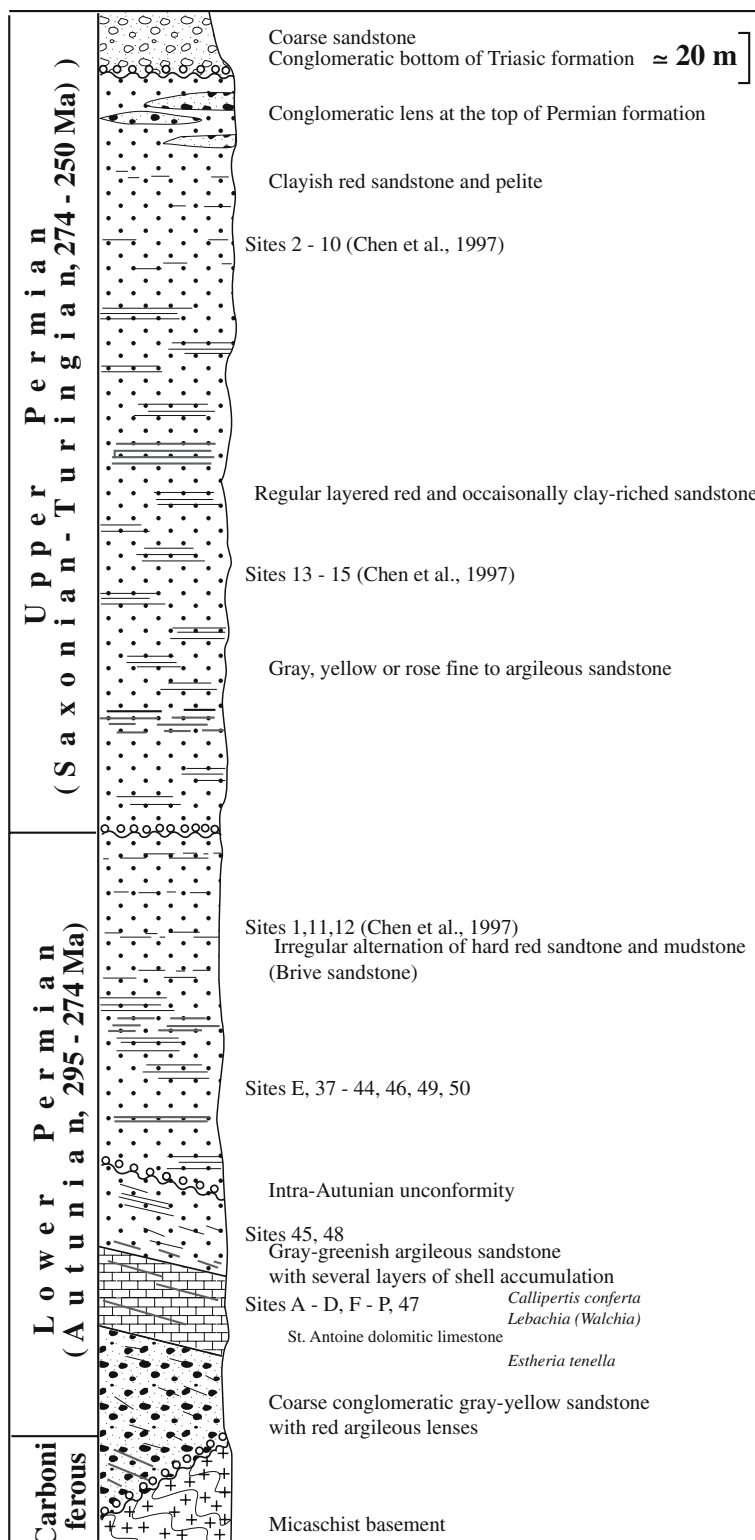 Coarse sandstone
Conglomeratic bottom of Triasic formation
≃ 20 m
Conglomeratic lens at the top of Permian formation
Clayish red sandstone and pelite
Sites 2 - 10 (Chen et al., 1997)
Upper Permian
(Saxonian-Turingian, 274 - 250 Ma) )
Regular layered red and occaisonally clay-riched sandstone
Sites 13 - 15 (Chen et al., 1997)
Gray, yellow or rose fine to argileous sandstone
Lower Permian
(Autunian, 295 - 274 Ma)
Sites 1,11,12 (Chen et al., 1997)
Irregular alternation of hard red sandtone and mudstone
(Brive sandstone)
Sites E, 37 - 44, 46, 49, 50
Intra-Autunian unconformity
Sites 45, 48
Gray-greenish argileous sandstone
with several layers of shell accumulation
Sites A - D, F - P, 47
Callipertis conferta
Lebachia (Walchia)
St. Antoine dolomitic limestone
Estheria tenella
Coarse conglomeratic gray-yellow sandstone
with red argileous lenses
Carboni
ferous
Micaschist basement